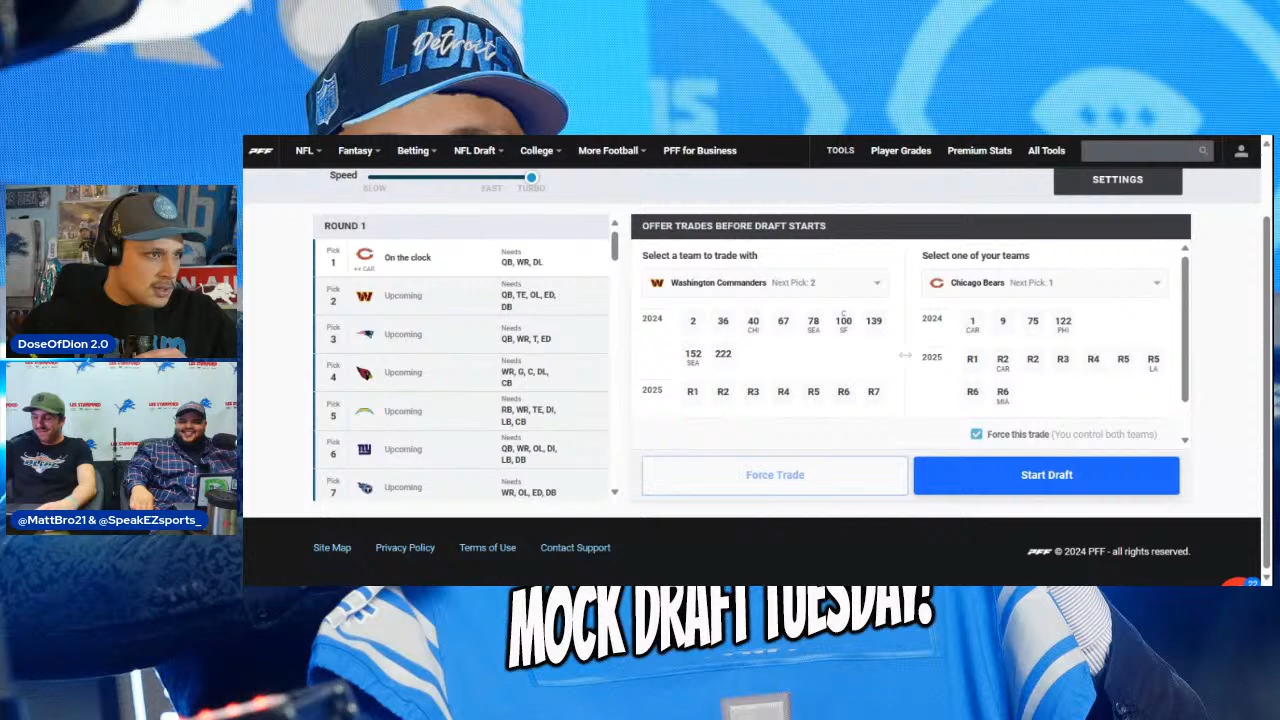 LIONS
Detroit
NFL
PFF
NFL
Fantasy
Betting
NFL Draft
College
More Football
PFF for Business
TOOLS
Player Grades
Premium Stats
All Tools
Speed
SLOW
FAST
TURBO
SETTINGS
ROUND 1
Pick
1
CAR
On the clock
Needs
QB, WR, DL
Pick
2
Upcoming
Needs
QB, TE, OL, ED,
DB
Pick
3
Upcoming
Needs
QB, WR, T, ED
Pick
4
Upcoming
Needs
WR, G, C, DL,
CB
Pick
5
Upcoming
Needs
RB, WR, TE, DI,
LB, CB
Pick
6
Upcoming
Needs
QB, WR, OL, DI,
LB, DB
Pick
7
Upcoming
Needs
WR, OL, ED, DB
OFFER TRADES BEFORE DRAFT STARTS
Select a team to trade with
Washington Commanders Next Pick: 2
2024 2 36 40 67 78 100 139
CHI SEA C SF
152 222
SEA
2025 R1 R2 R3 R4 R5 R6 R7
Select one of your teams
Chicago Bears Next Pick: 1
2024 1 9 75 122
CAR PHI
2025 R1 R2 R2 R3 R4 R5 R5
CAR LA
R6 R6
MIA
Force this trade (You control both teams)
Force Trade
Start Draft
Site Map
Privacy Policy
Terms of Use
Contact Support
PFF © 2024 PFF - all rights reserved.
22
DoseOfDion 2.0
@MattBro21 & @SpeakEZsports_
MOCK DRAFT TUESDAY!